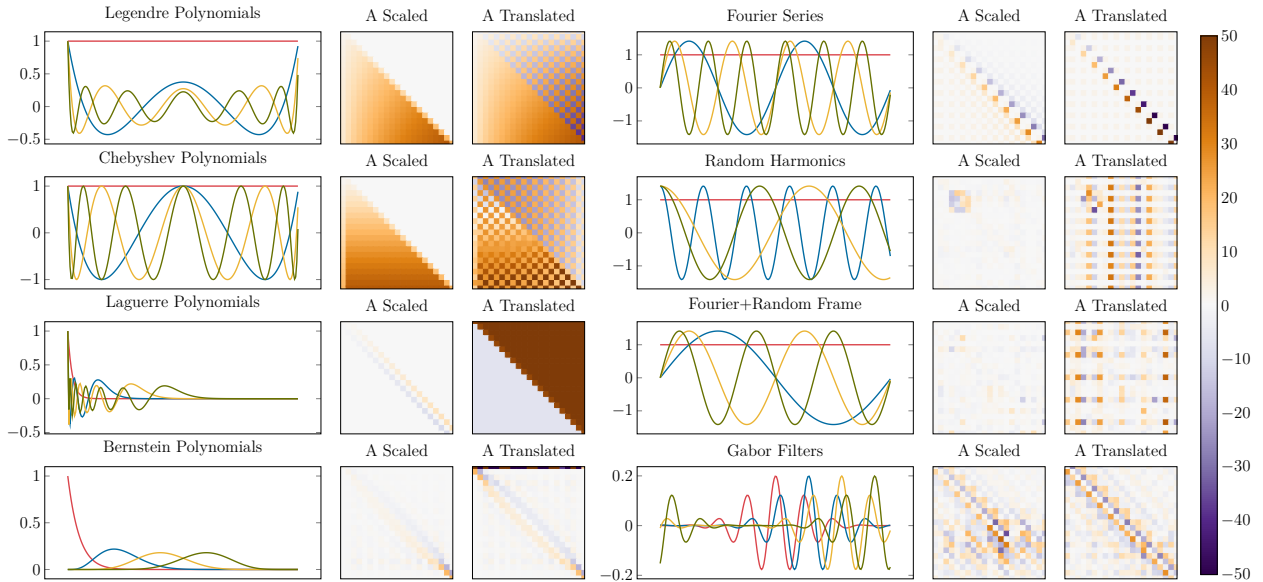 Legendre Polynomials
A Scaled
A Translated
1
0.5
0
−0.5
Fourier Series
A Scaled
A Translated
1
0
−1
Chebyshev Polynomials
A Scaled
A Translated
1
0
−1
Random Harmonics
A Scaled
A Translated
1
0
−1
Laguerre Polynomials
A Scaled
A Translated
1
0.5
0
−0.5
Fourier+Random Frame
A Scaled
A Translated
1
0
−1
Bernstein Polynomials
A Scaled
A Translated
1
0.5
0
Gabor Filters
A Scaled
A Translated
0.2
0
−0.2
50
40
30
20
10
0
−10
−20
−30
−40
−50